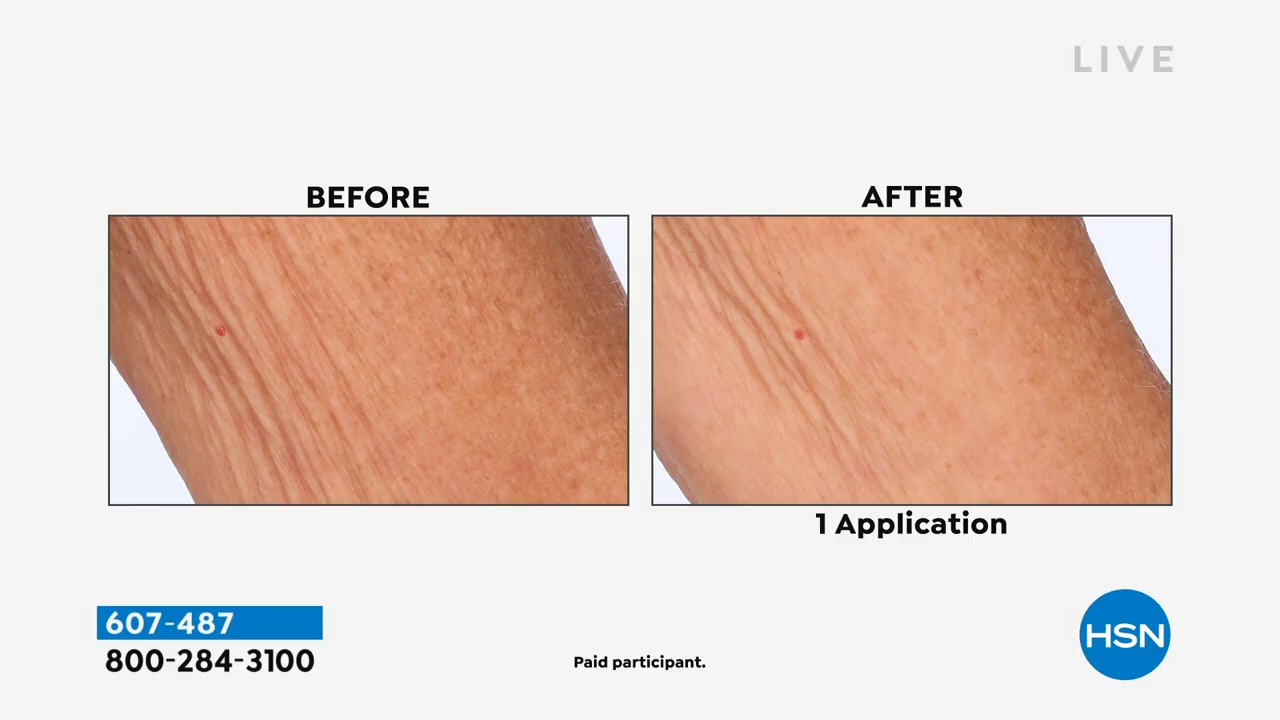 LIVE
BEFORE
AFTER
1 Application
607-487
800-284-3100
Paid participant.
HSN